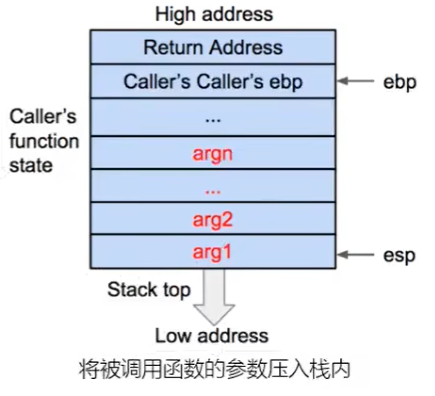 High address
Return Address
Caller's Caller's ebp
ebp
...
Caller's
function
state
argn
...
arg2
arg1
esp
Stack top
Low address
将被调用函数的参数压入栈内